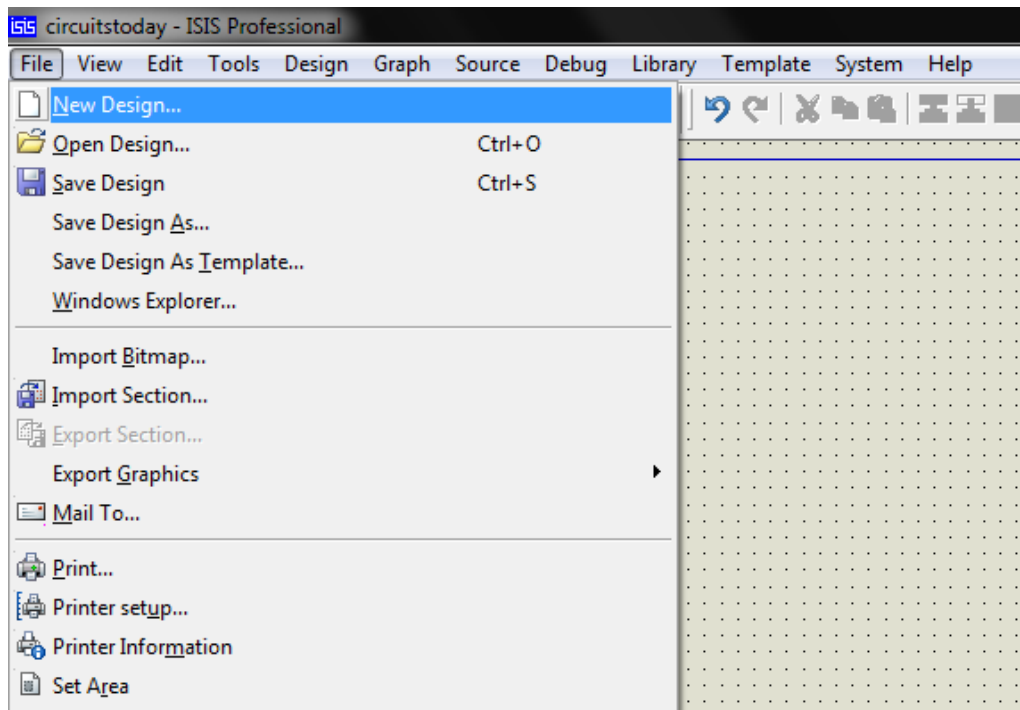 isis circuitstoday - ISIS Professional
File View Edit Tools Design Graph Source Debug Library Template System Help
New Design...
Open Design... Ctrl+O
Save Design Ctrl+S
Save Design As...
Save Design As Template...
Windows Explorer...
Import Bitmap...
Import Section...
Export Section...
Export Graphics
Mail To...
Print...
Printer setup...
Printer Information
Set Area